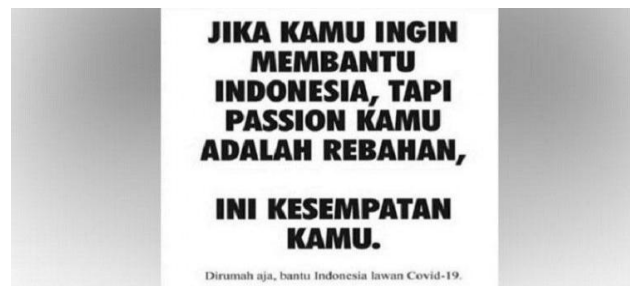 JIKA KAMU INGIN
MEMBANTU
INDONESIA, TAPI
PASSION KAMU
ADALAH REBAHAN,
INI KESEMPATAN
KAMU.
Dirumah aja, bantu Indonesia lawan Covid-19.